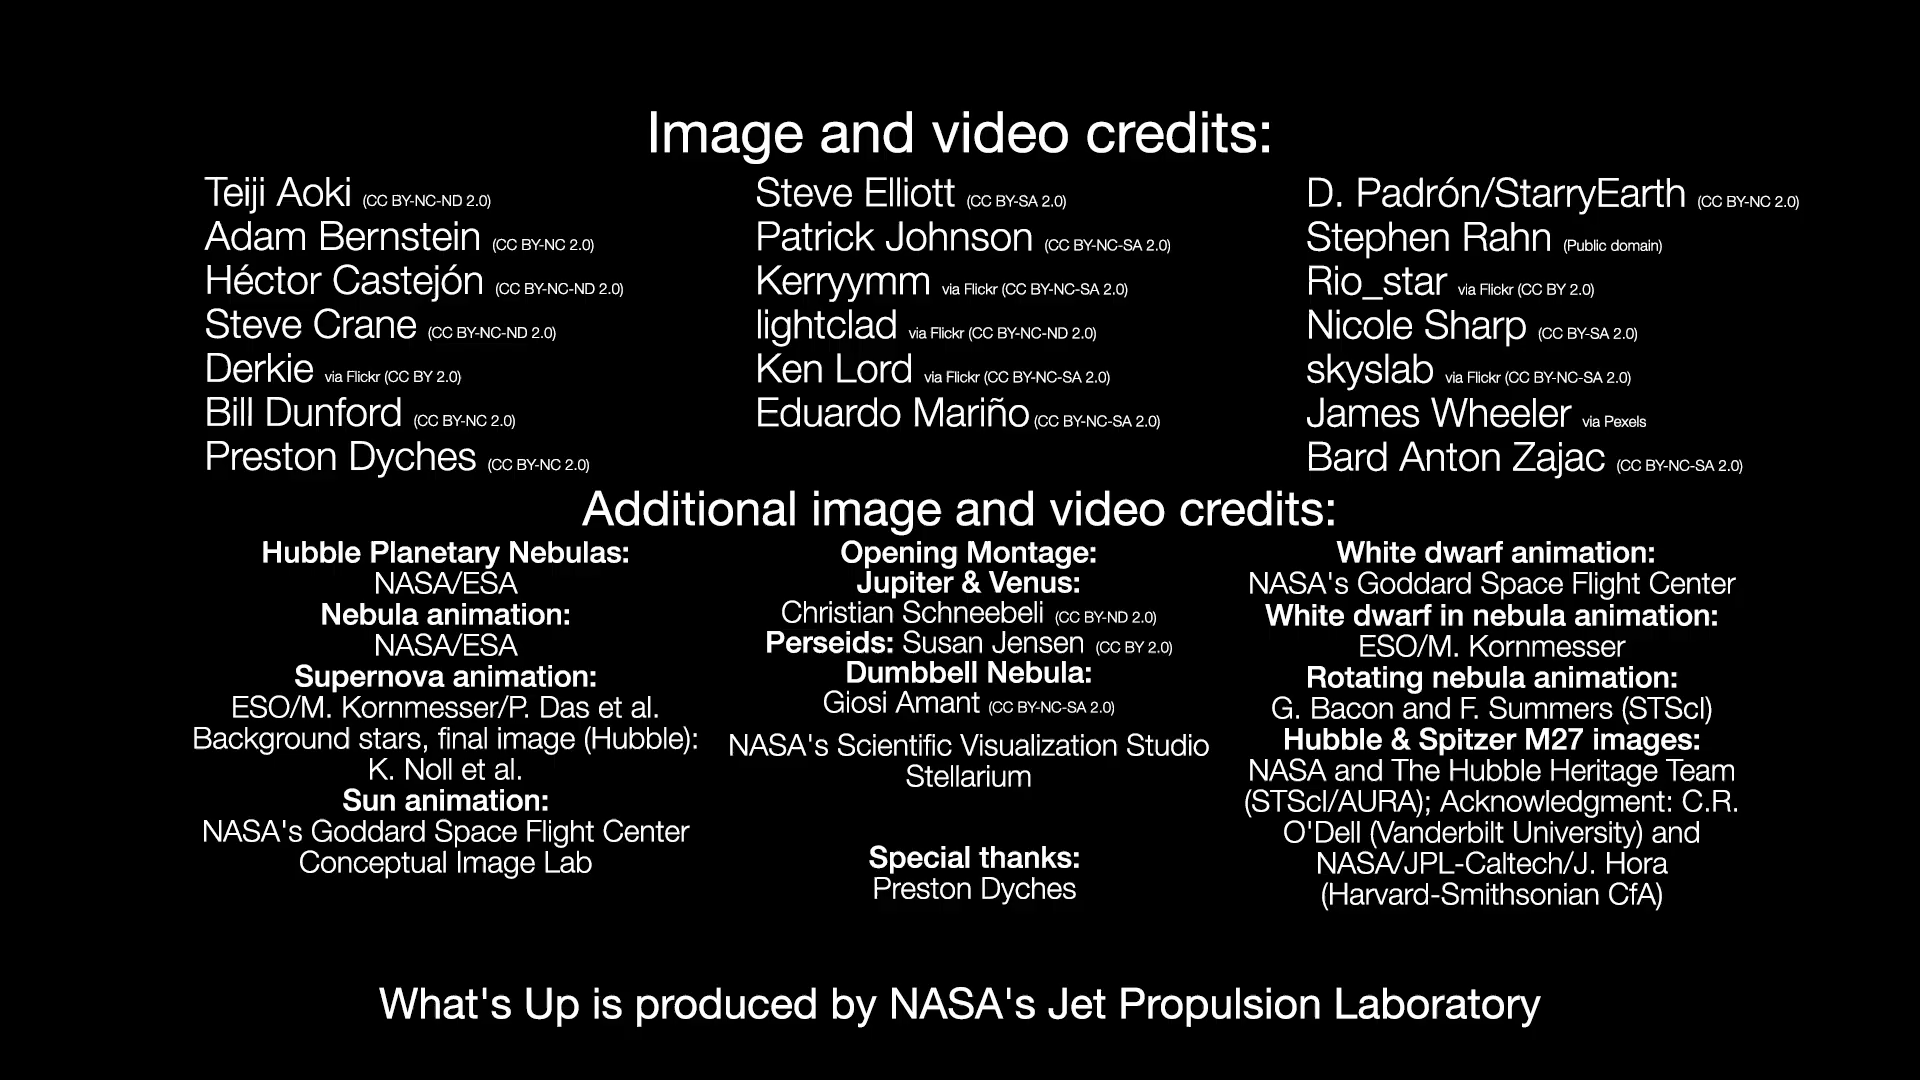 Image and video credits:
Teiji Aoki (CC BY-NC-ND 2.0)
Adam Bernstein (CC BY-NC 2.0)
Héctor Castejón (CC BY-NC-ND 2.0)
Steve Crane (CC BY-NC-ND 2.0)
Derkie via Flickr (CC BY 2.0)
Bill Dunford (CC BY-NC 2.0)
Preston Dyches (CC BY-NC 2.0)
Steve Elliott (CC BY-SA 2.0)
Patrick Johnson (CC BY-NC-SA 2.0)
Kerryymm via Flickr (CC BY-NC-SA 2.0)
lightclad via Flickr (CC BY-NC-ND 2.0)
Ken Lord via Flickr (CC BY-NC-SA 2.0)
Eduardo Mariño (CC BY-NC-SA 2.0)
D. Padrón/StarryEarth (CC BY-NC 2.0)
Stephen Rahn (Public domain)
Rio_star via Flickr (CC BY 2.0)
Nicole Sharp (CC BY-SA 2.0)
skyslab via Flickr (CC BY-NC-SA 2.0)
James Wheeler via Pexels
Bard Anton Zajac (CC BY-NC-SA 2.0)
Additional image and video credits:
Hubble Planetary Nebulas:
NASA/ESA
Nebula animation:
NASA/ESA
Supernova animation:
ESO/M. Kornmesser/P. Das et al.
Background stars, final image (Hubble):
K. Noll et al.
Sun animation:
NASA's Goddard Space Flight Center
Conceptual Image Lab
Opening Montage:
Jupiter & Venus:
Christian Schneebeli (CC BY-ND 2.0)
Perseids: Susan Jensen (CC BY 2.0)
Dumbbell Nebula:
Giosi Amant (CC BY-NC-SA 2.0)
NASA's Scientific Visualization Studio
Stellarium
Special thanks:
Preston Dyches
White dwarf animation:
NASA's Goddard Space Flight Center
White dwarf in nebula animation:
ESO/M. Kornmesser
Rotating nebula animation:
G. Bacon and F. Summers (STScI)
Hubble & Spitzer M27 images:
NASA and The Hubble Heritage Team
(STScI/AURA); Acknowledgment: C.R.
O'Dell (Vanderbilt University) and
NASA/JPL-Caltech/J. Hora
(Harvard-Smithsonian CfA)
What's Up is produced by NASA's Jet Propulsion Laboratory